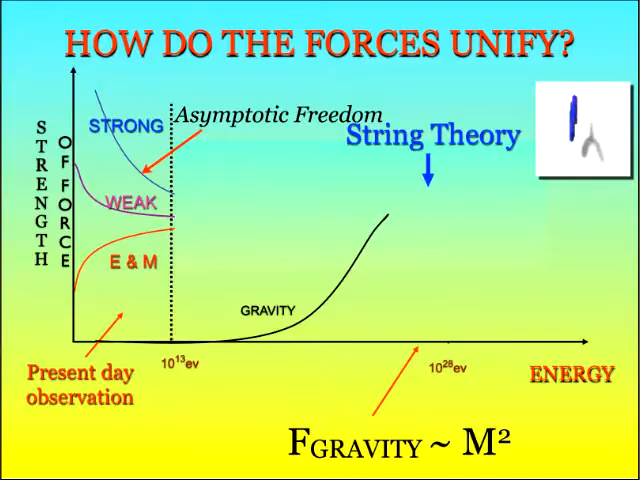 HOW DO THE FORCES UNIFY?
STRENGTH
OF FORCE
STRONG
Asymptotic Freedom
String Theory
WEAK
E & M
GRAVITY
10¹³ev
10²⁸ev
ENERGY
Present day
observation
FGRAVITY ~ M²